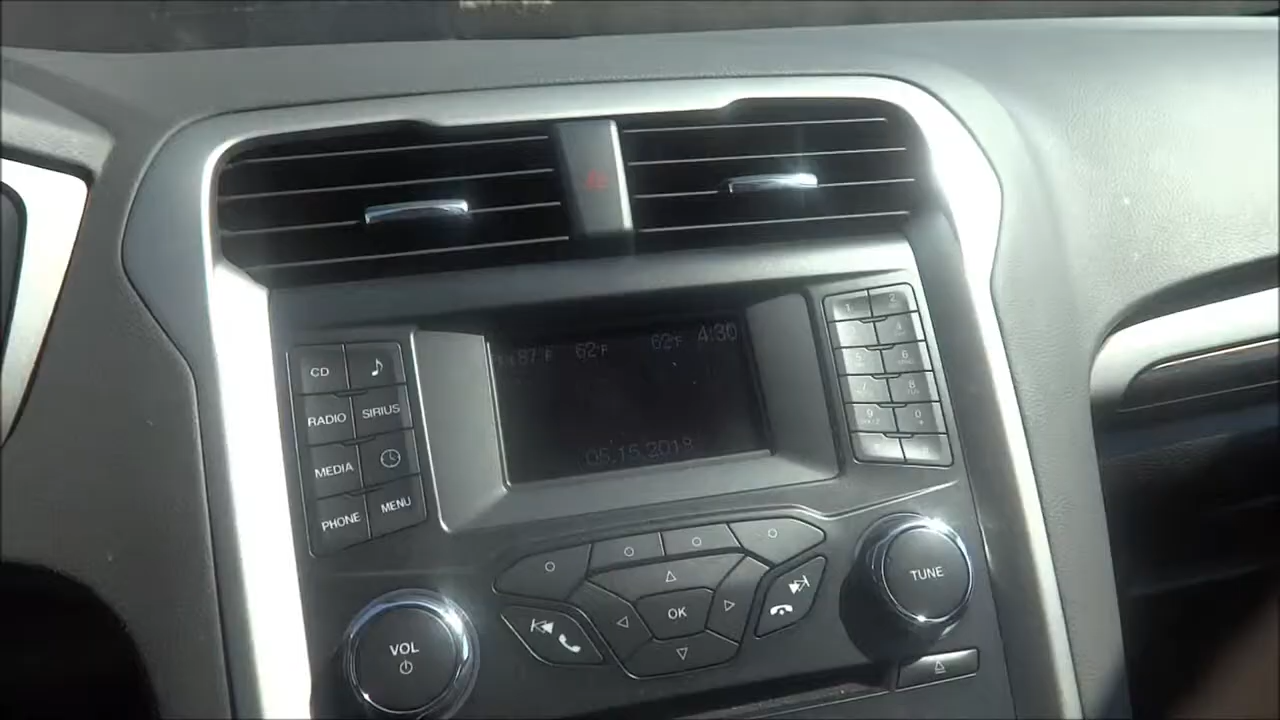 87°F 62°F 62°F 4:30
05.15.2018
CD
RADIO SIRIUS
MEDIA
PHONE MENU
1 2
4
5 6
7 8
9 0
OK
VOL
TUNE